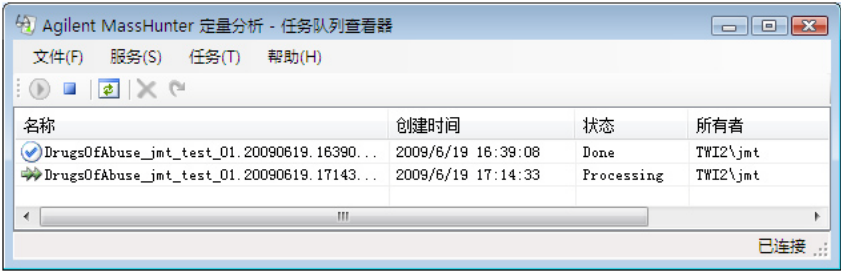 Agilent MassHunter 定量分析 - 任务队列查看器
文件(F) 服务(S) 任务(T) 帮助(H)
名称 创建时间 状态 所有者
DrugsOfAbuse_jmt_test_01.20090619.16390... 2009/6/19 16:39:08 Done TWI2\jmt
DrugsOfAbuse_jmt_test_01.20090619.17143... 2009/6/19 17:14:33 Processing TWI2\jmt
已连接